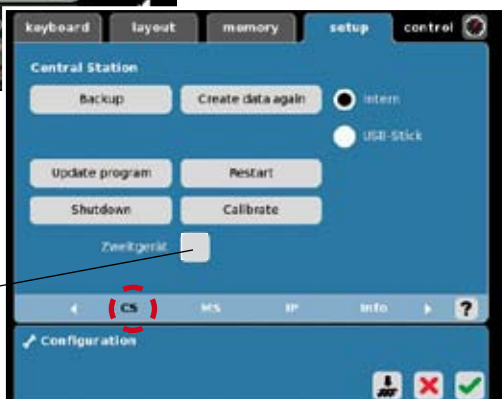 keyboard layout memory setup control
Central Station
Backup Create data again Intern
USB-Stick
Update program Restart
Shutdown Calibrate
Zweitgerät
CS MS IP Info ?
Configuration